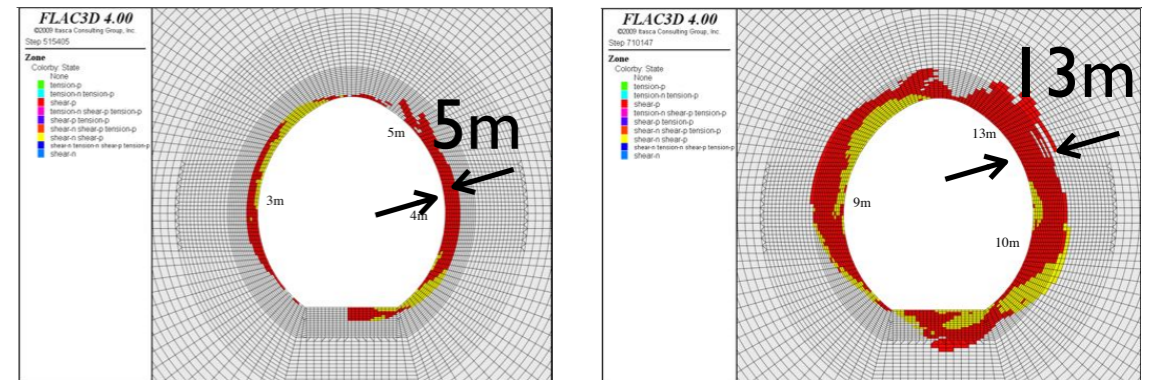 FLAC3D 4.00
©2009 Itasca Consulting Group, Inc.
Step 515405
Zone
Colorby: State
None
tension-p
tension-n tension-p
shear-p
tension-n shear-p tension-p
shear-p tension-p
shear-n shear-p tension-p
shear-n shear-p
shear-n tension-n shear-p tension-p
shear-n
5m
5m
3m
4m
FLAC3D 4.00
©2009 Itasca Consulting Group, Inc.
Step 710147
Zone
Colorby: State
None
tension-p
tension-n tension-p
shear-p
tension-n shear-p tension-p
shear-p tension-p
shear-n shear-p tension-p
shear-n shear-p
shear-n tension-n shear-p tension-p
shear-n
13m
13m
9m
10m